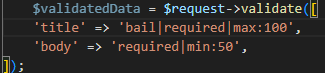 $validatedData = $request->validate([
'title' => 'bail|required|max:100',
'body' => 'required|min:50',
]);